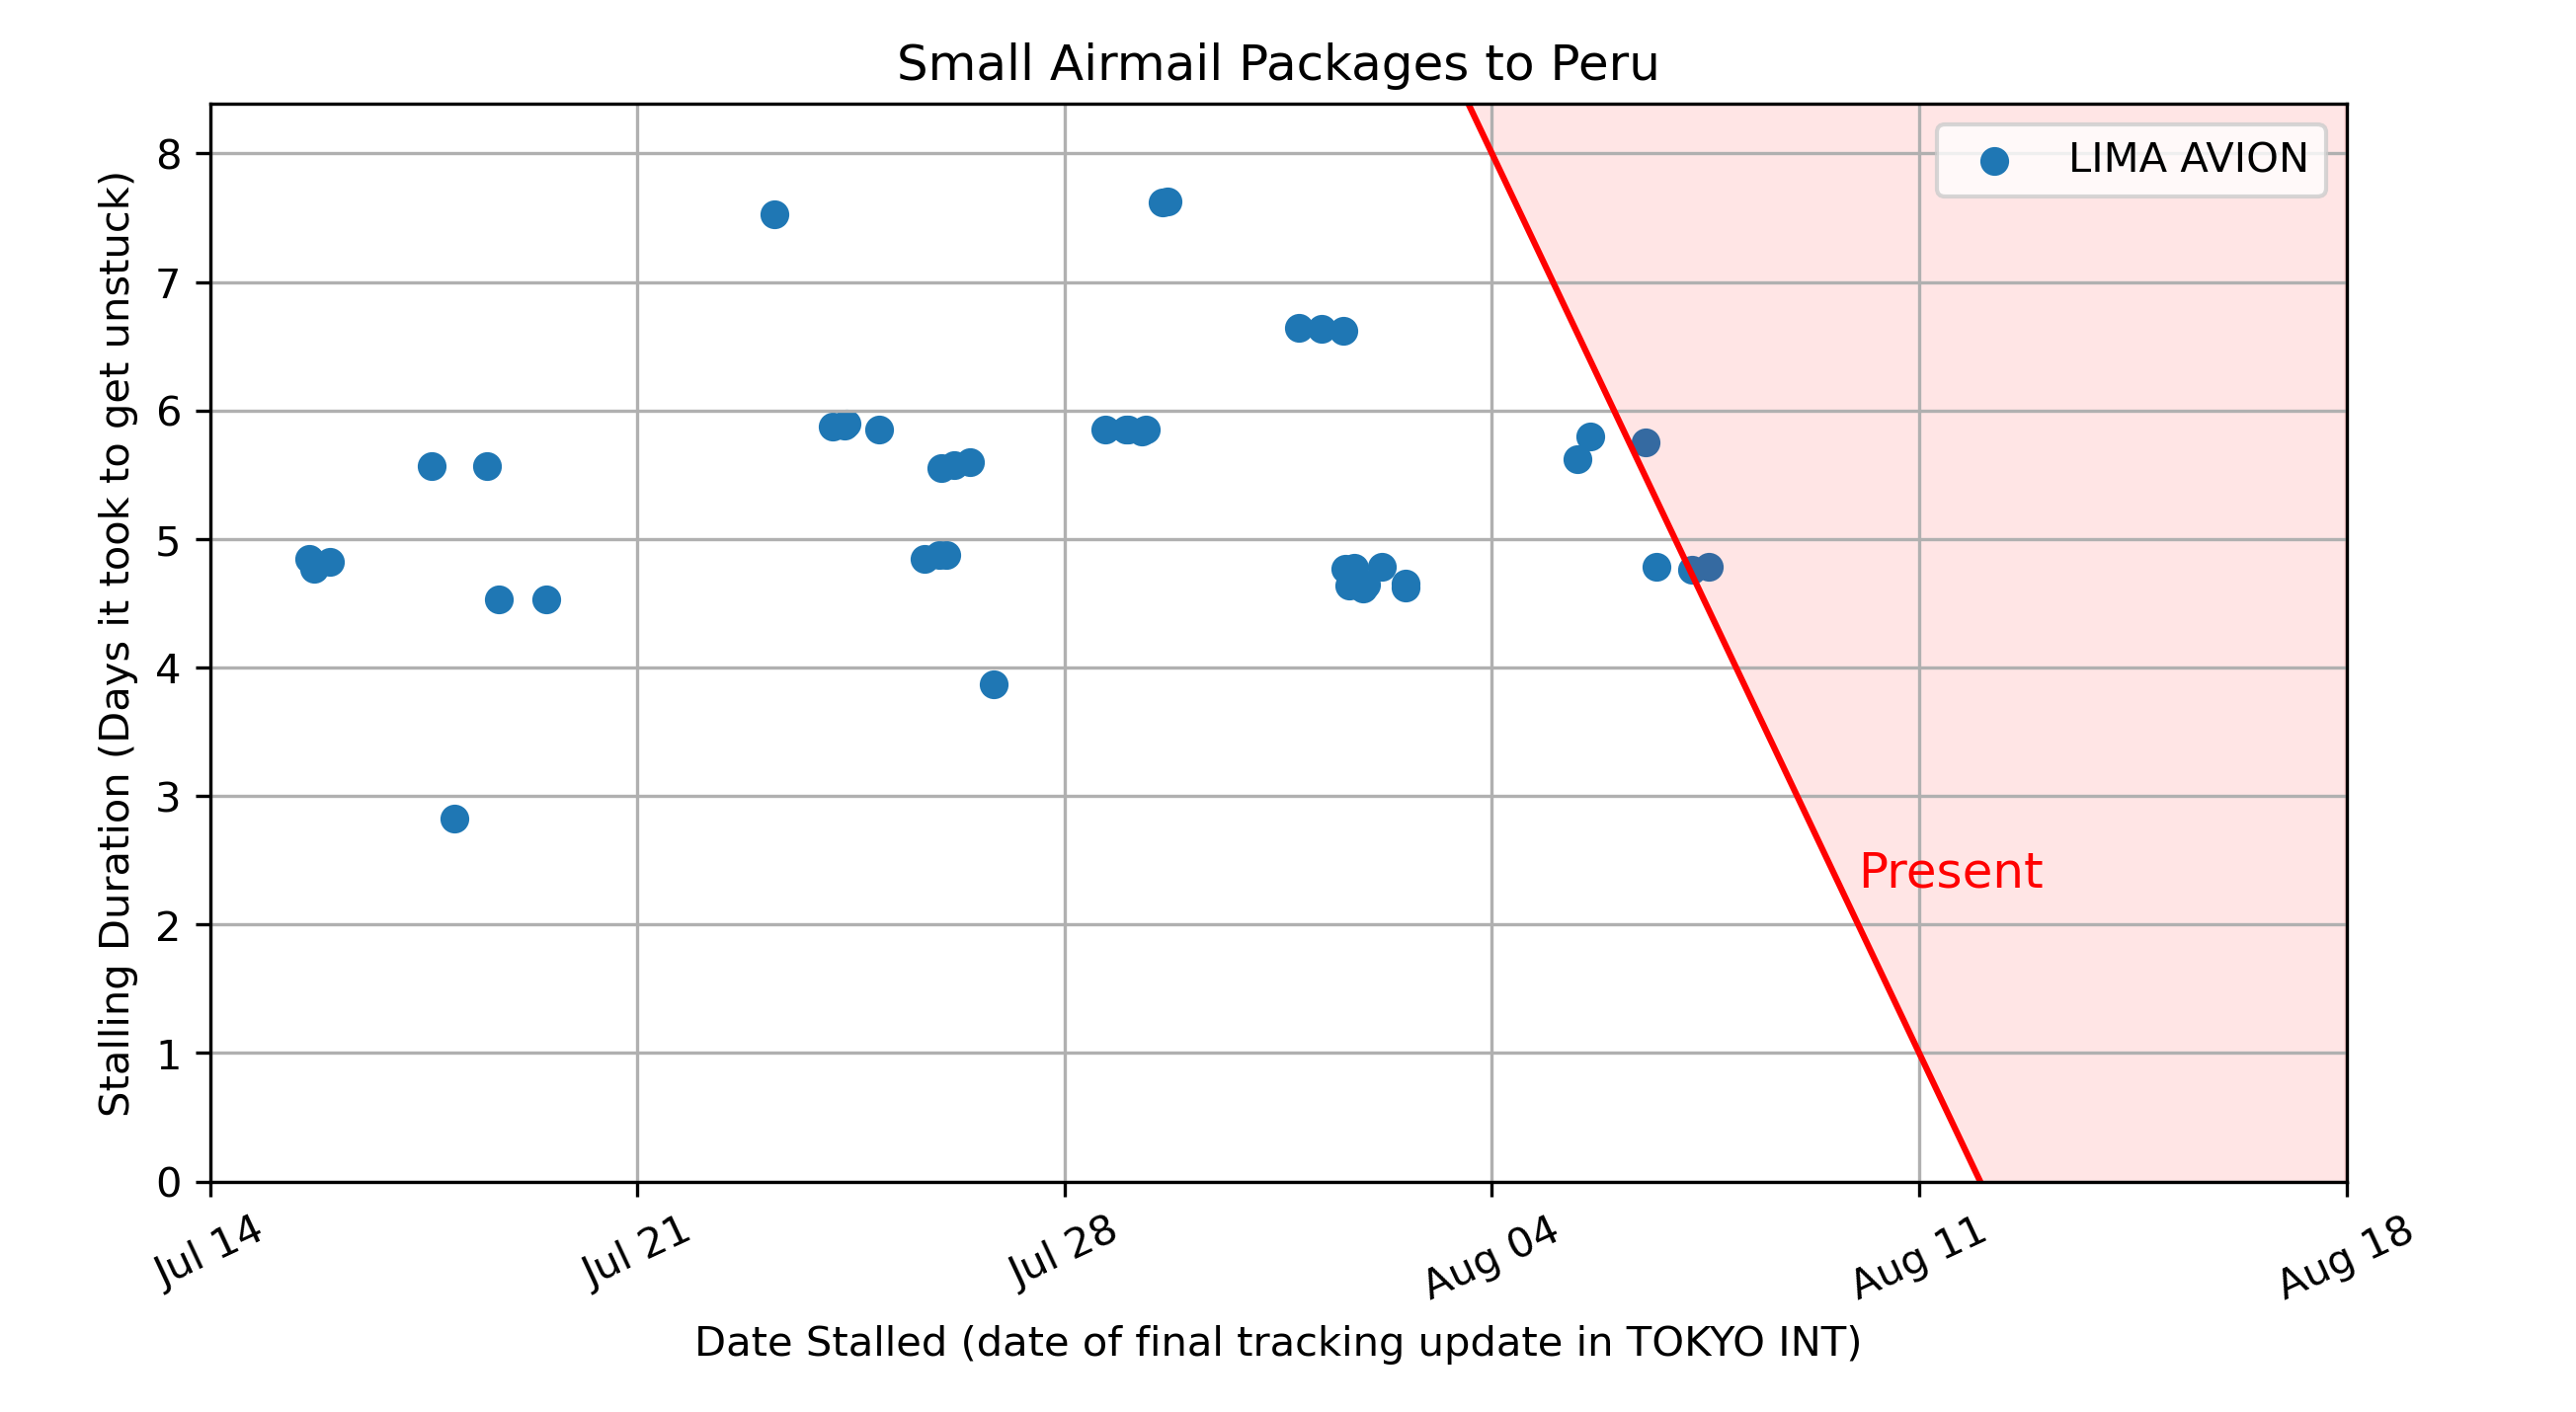 Small Airmail Packages to Peru
LIMA AVION
Stalling Duration (Days it took to get unstuck)
8
7
6
5
4
3
2
1
0
Present
Jul 14
Jul 21
Jul 28
Aug 04
Aug 11
Aug 18
Date Stalled (date of final tracking update in TOKYO INT)